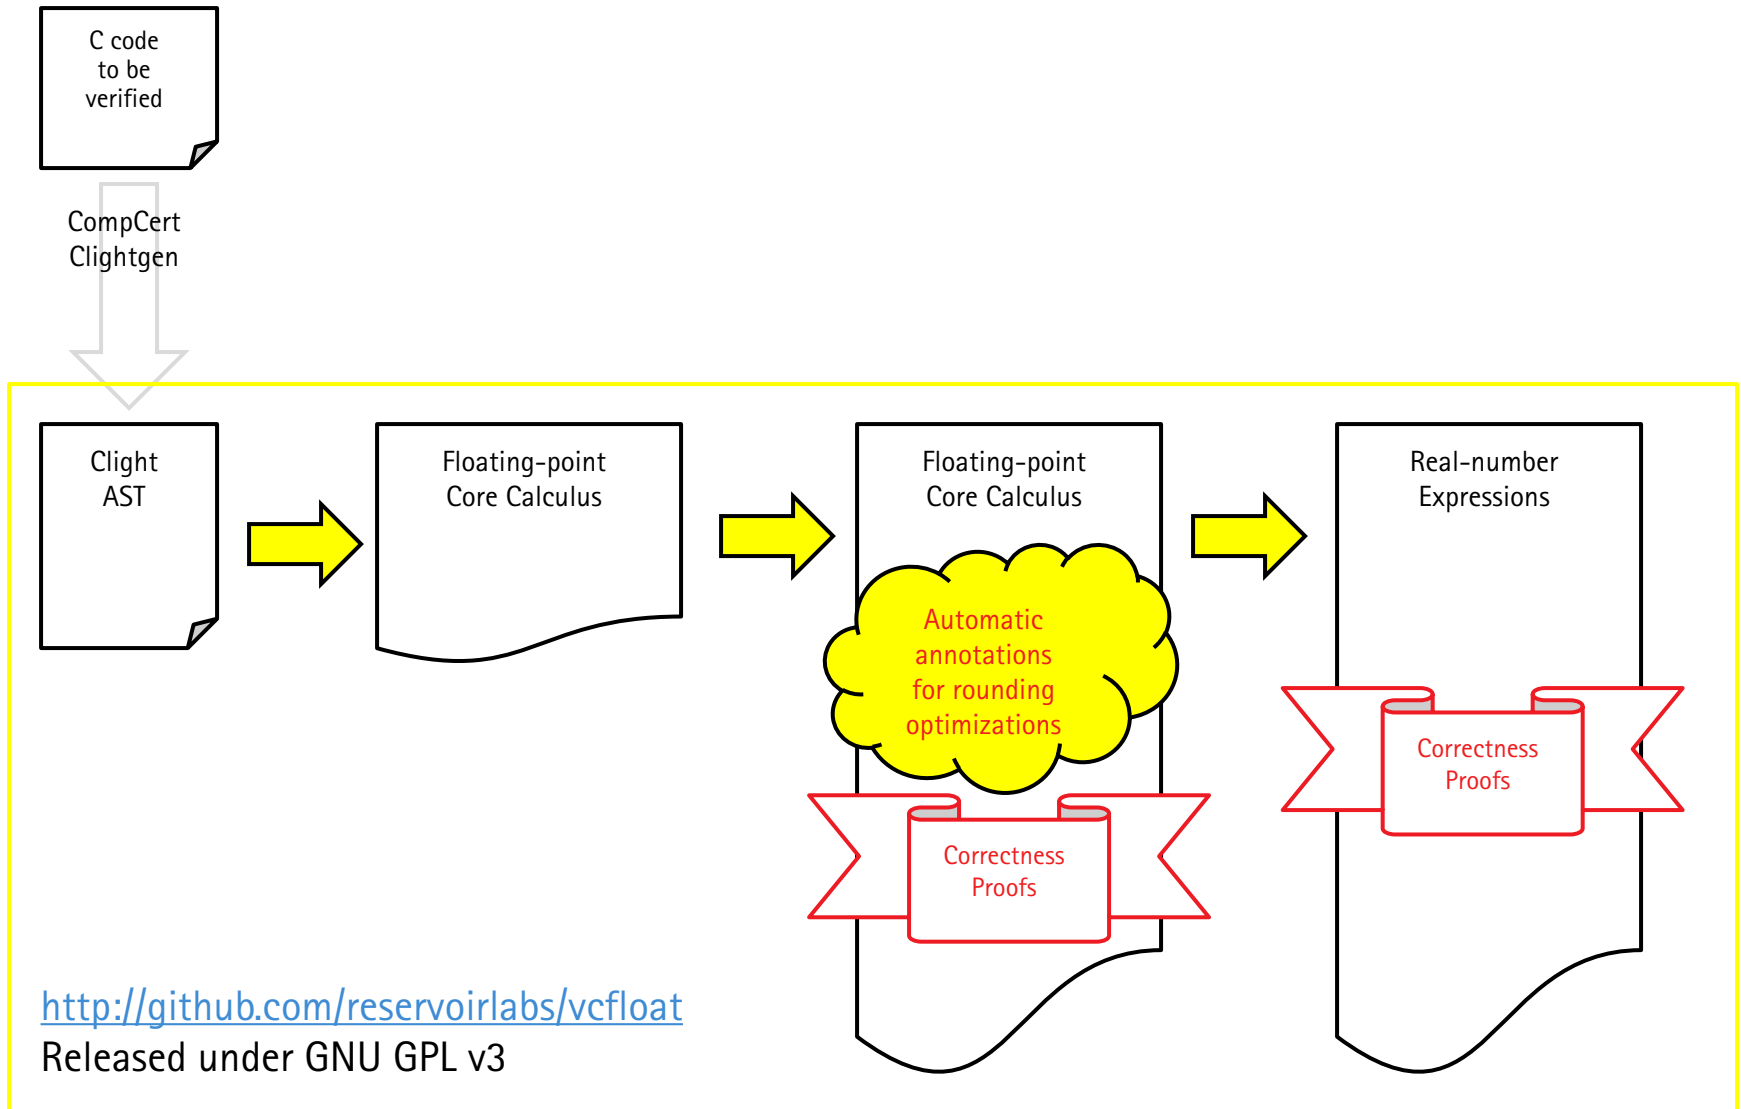 C code
to be
verified
CompCert
Clightgen
Clight
AST
Floating-point
Core Calculus
Floating-point
Core Calculus
Automatic
annotations
for rounding
optimizations
Correctness
Proofs
Real-number
Expressions
Correctness
Proofs
http://github.com/reservoirlabs/vcfloat
Released under GNU GPL v3